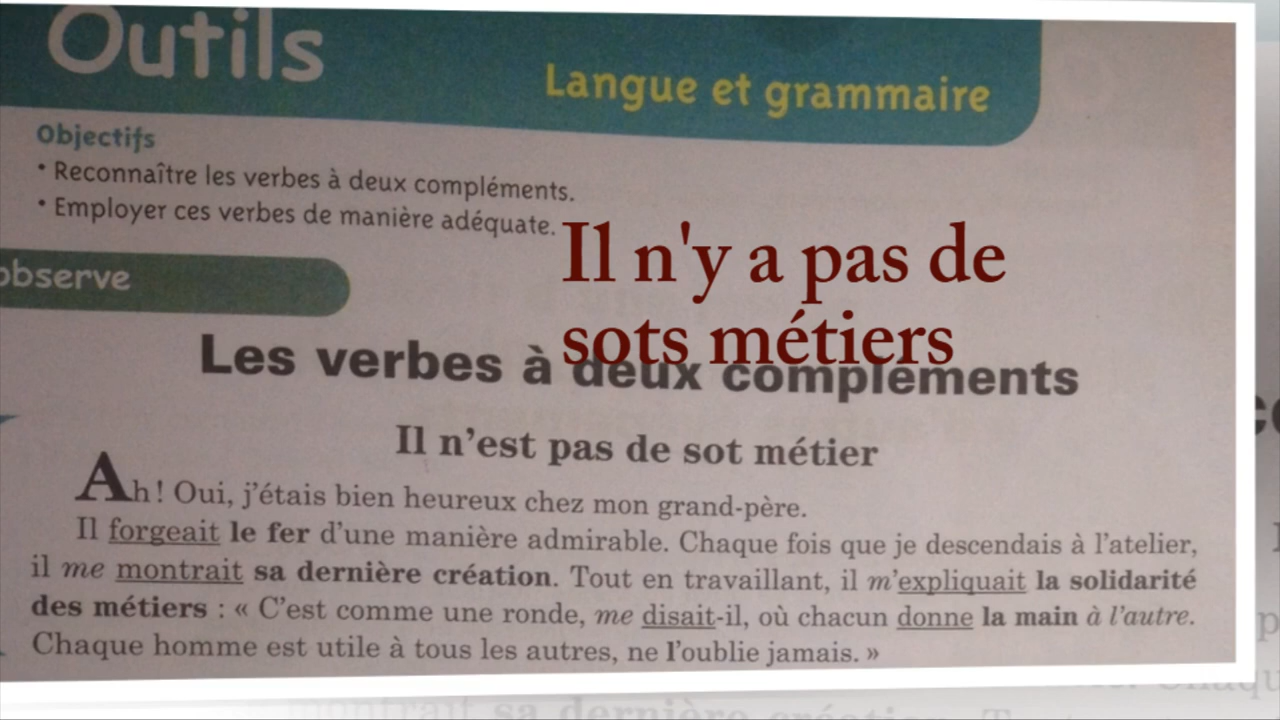 Outils
Langue et grammaire
Objectifs
• Reconnaître les verbes à deux compléments.
• Employer ces verbes de manière adéquate.
Il n'y a pas de
sots métiers
observe
Les verbes à deux compléments
Il n'est pas de sot métier
Ah ! Oui, j'étais bien heureux chez mon grand-père.
Il forgeait le fer d'une manière admirable. Chaque fois que je descendais à l'atelier,
il me montrait sa dernière création. Tout en travaillant, il m'expliquait la solidarité
des métiers : « C'est comme une ronde, me disait-il, où chacun donne la main à l'autre.
Chaque homme est utile à tous les autres, ne l'oublie jamais. »